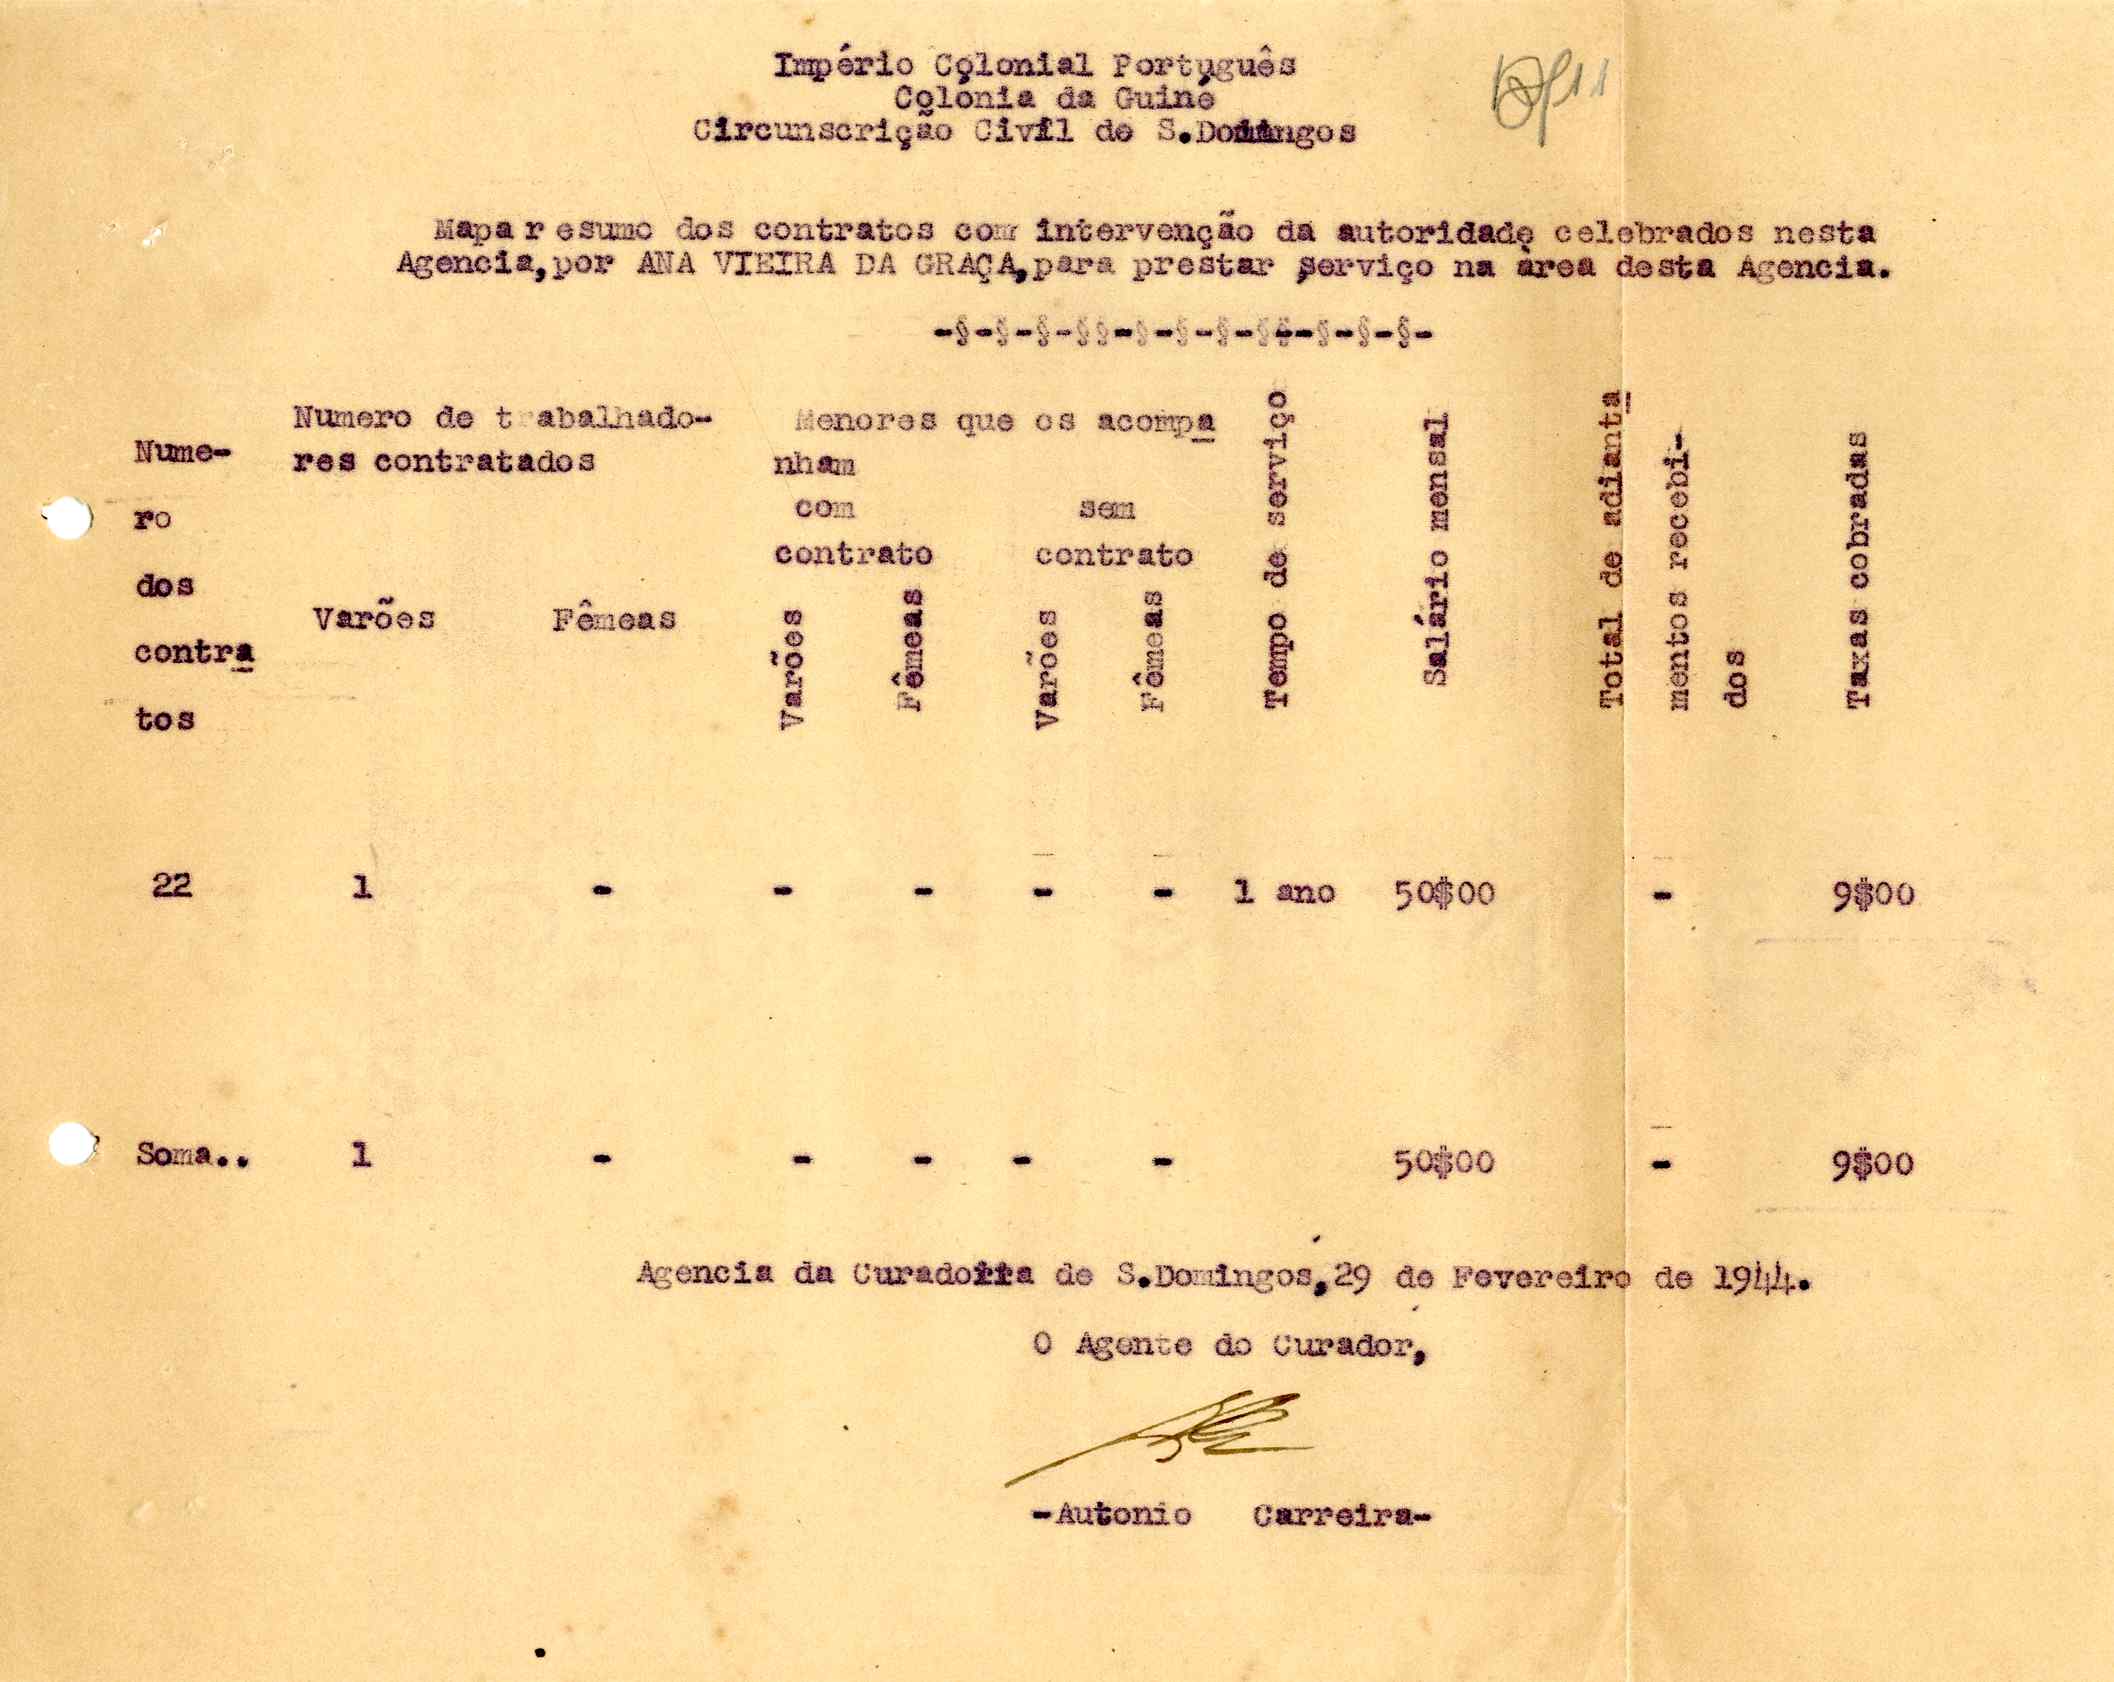 Império Colonial Português
Colónia da Guiné
Circunscrição Civil de S.Domingos
Mapa resumo dos contratos com intervenção da autoridade celebrados nesta
Agencia,por ANA VIEIRA DA GRAÇA,para prestar serviço na àrea desta Agencia.
-§-§-§-§§-§-§-§-§§-§-§-§-
Nume-
ro
dos
contra
tos
Numero de trabalhado-
res contratados
Varões Fêmeas
Menores que os acompa
nham
com sem
contrato contrato
Varões
Fêmeas
Varões
Fêmeas
Tempo de serviço
Salário mensal
Total de adianta
mentos recebi-
dos
Taxas cobradas
22 1 - - - - - 1 ano 50$00 - 9$00
Soma.. 1 - - - - - 50$00 - 9$00
Agencia da Curadoria de S.Domingos,29 de Fevereiro de 1944.
O Agente do Curador,
-Autonio Carreira-